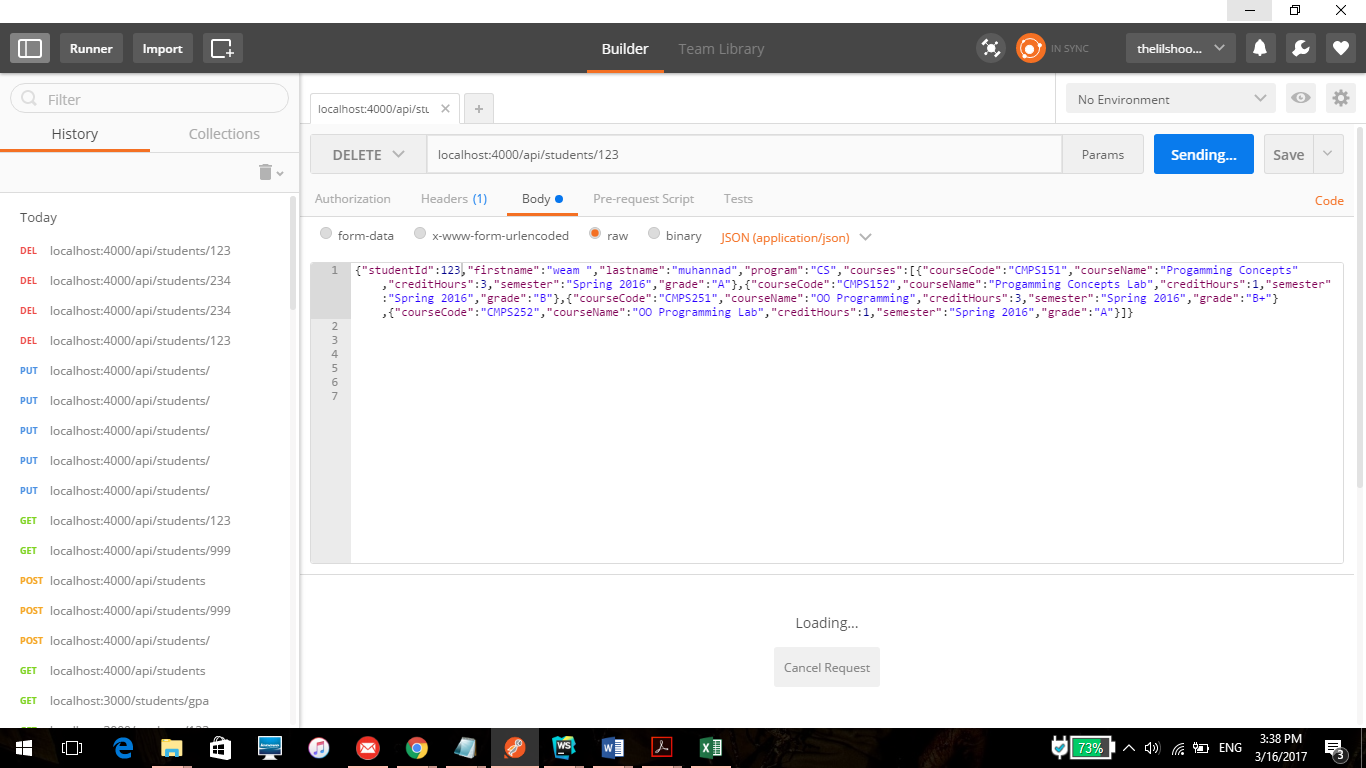 Runner
Import
Builder
Team Library
IN SYNC
thelilshoo...
Filter
History
Collections
localhost:4000/api/stu
No Environment
DELETE
localhost:4000/api/students/123
Params
Sending...
Save
Authorization
Headers (1)
Body
Pre-request Script
Tests
Code
form-data
x-www-form-urlencoded
raw
binary
JSON (application/json)
Today
DEL localhost:4000/api/students/123
DEL localhost:4000/api/students/234
DEL localhost:4000/api/students/234
DEL localhost:4000/api/students/123
PUT localhost:4000/api/students/
PUT localhost:4000/api/students/
PUT localhost:4000/api/students/
PUT localhost:4000/api/students/
PUT localhost:4000/api/students/
GET localhost:4000/api/students/123
GET localhost:4000/api/students/999
POST localhost:4000/api/students
POST localhost:4000/api/students/999
POST localhost:4000/api/students/
GET localhost:4000/api/students
GET localhost:3000/students/gpa
1 {"studentId":123,"firstname":"weam ","lastname":"muhannad","program":"CS","courses":[{"courseCode":"CMPS151","courseName":"Progamming Concepts"
,"creditHours":3,"semester":"Spring 2016","grade":"A"},{"courseCode":"CMPS152","courseName":"Progamming Concepts Lab","creditHours":1,"semester"
:"Spring 2016","grade":"B"},{"courseCode":"CMPS251","courseName":"OO Programming","creditHours":3,"semester":"Spring 2016","grade":"B+"}
,{"courseCode":"CMPS252","courseName":"OO Programming Lab","creditHours":1,"semester":"Spring 2016","grade":"A"}]}
2
3
4
5
6
7
Loading...
Cancel Request
73%
ENG
3:38 PM
3/16/2017
3